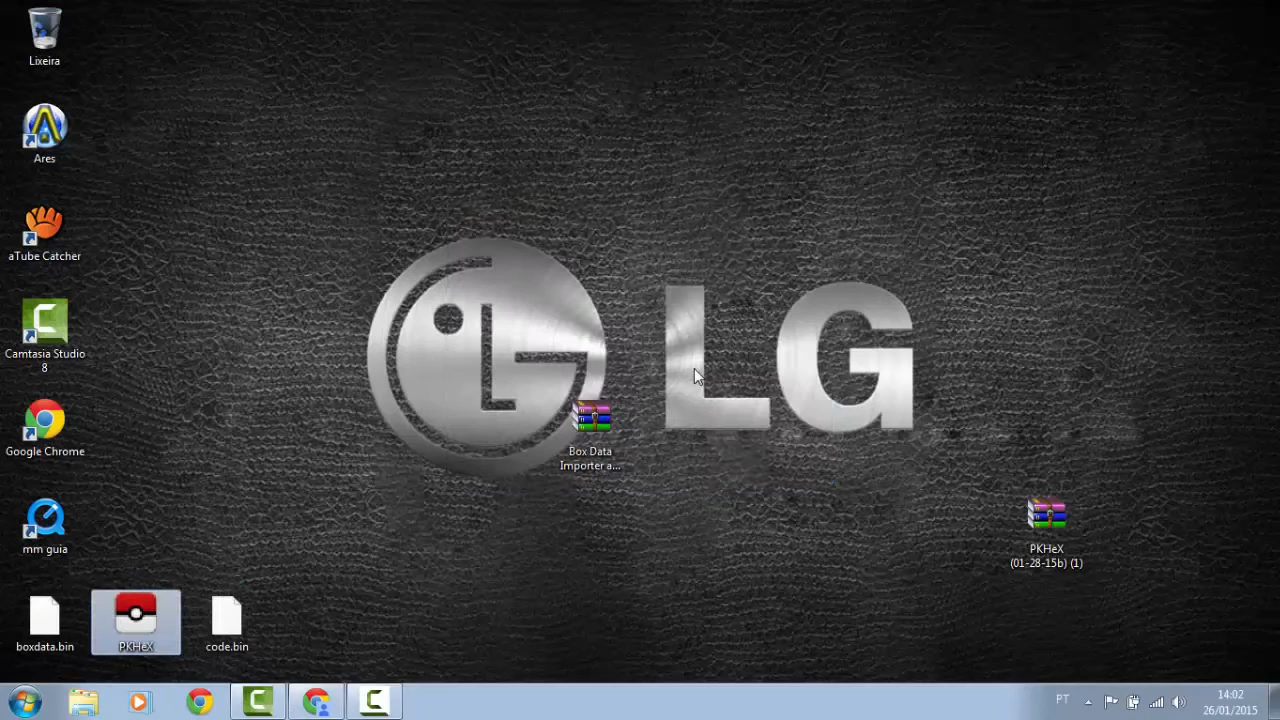 Lixeira
Ares
aTube Catcher
Camtasia Studio
8
Google Chrome
mm guia
boxdata.bin
PKHeX
code.bin
LG
Box Data
Importer a...
PKHeX
(01-28-15b) (1)
PT
14:02
26/01/2015